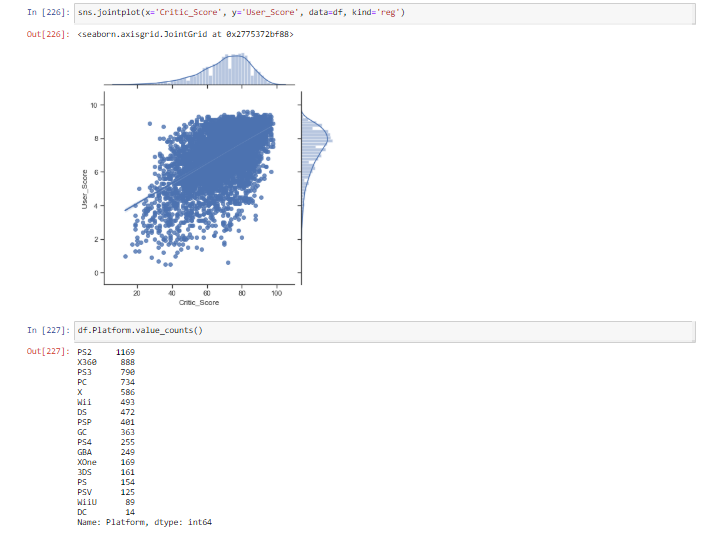 In [226]: sns.jointplot(x='Critic_Score', y='User_Score', data=df, kind='reg')
Out[226]: <seaborn.axisgrid.JointGrid at 0x2775372bf88>
10
8
6
4
2
0
User_Score
20 40 60 80 100
Critic_Score
In [227]: df.Platform.value_counts()
Out[227]: PS2 1169
X360 888
PS3 790
PC 734
X 586
Wii 493
DS 472
PSP 401
GC 363
PS4 255
GBA 249
XOne 169
3DS 161
PS 154
PSV 125
WiiU 89
DC 14
Name: Platform, dtype: int64